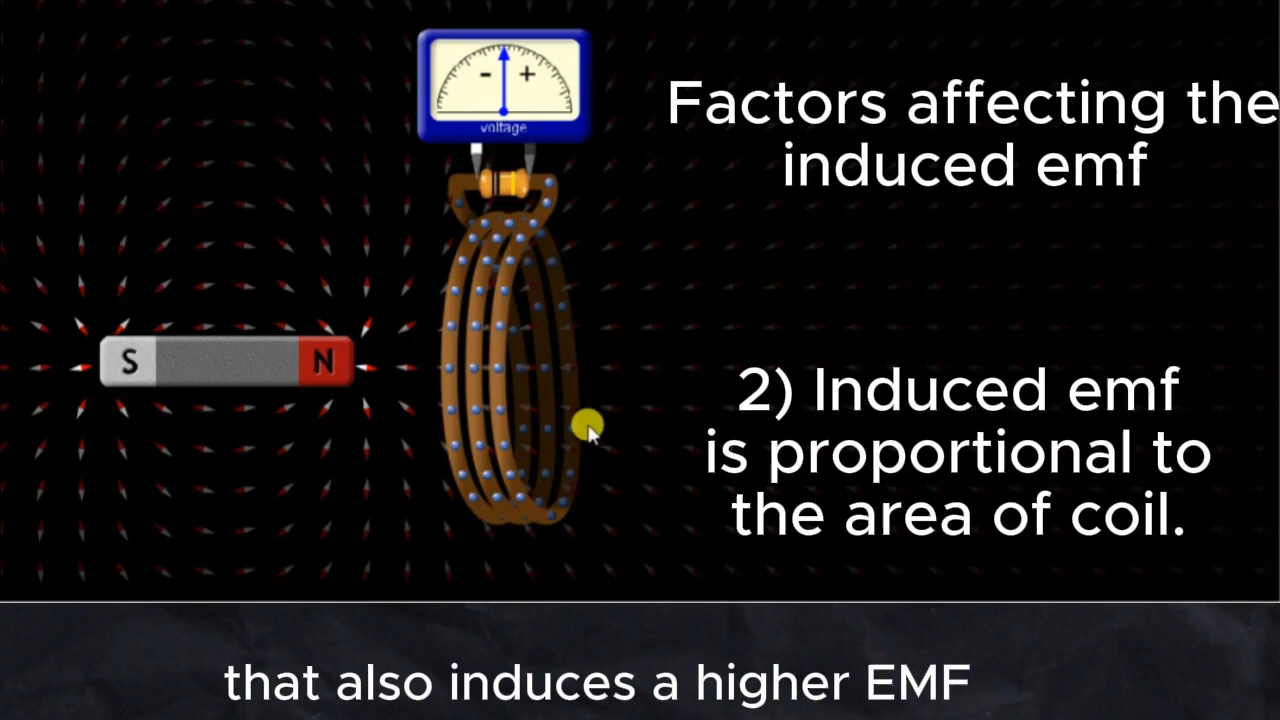 - +
voltage
Factors affecting the
induced emf
S
N
2) Induced emf
is proportional to
the area of coil.
that also induces a higher EMF